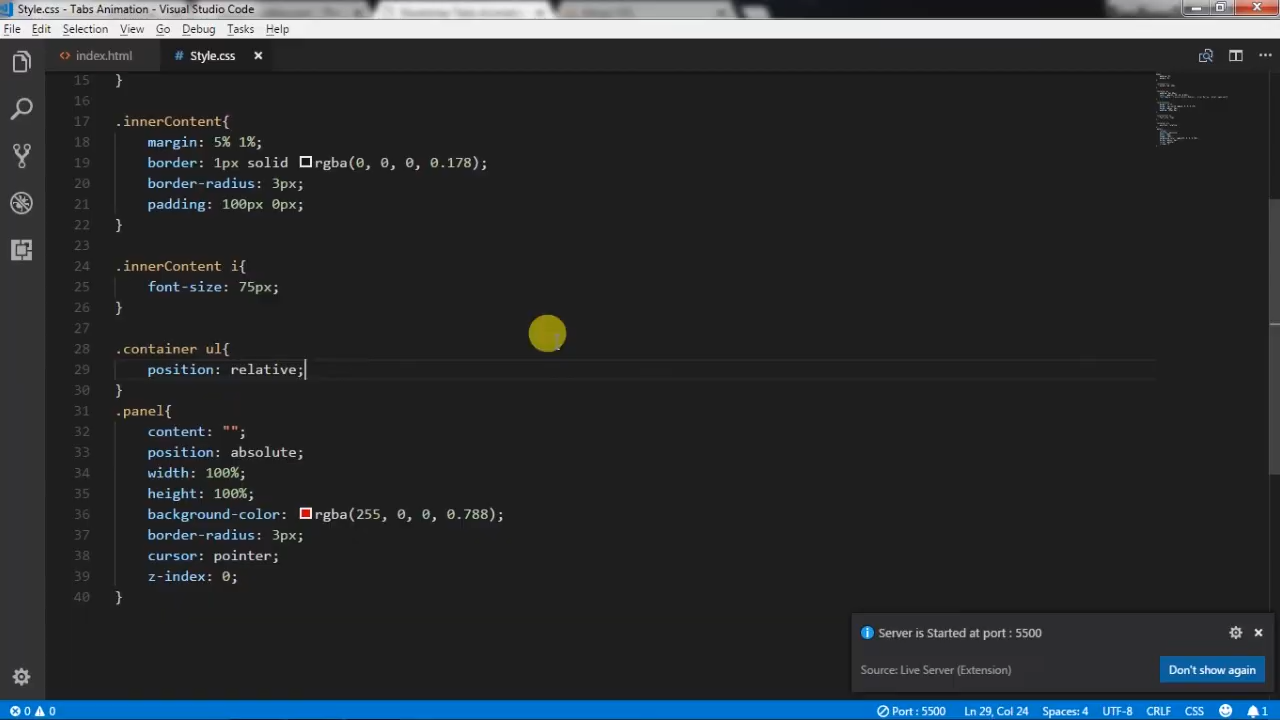 Style.css - Tabs Animation - Visual Studio Code
File Edit Selection View Go Debug Tasks Help
<> index.html # Style.css ×
15 }
16
17 .innerContent{
18 margin: 5% 1%;
19 border: 1px solid rgba(0, 0, 0, 0.178);
20 border-radius: 3px;
21 padding: 100px 0px;
22 }
23
24 .innerContent i{
25 font-size: 75px;
26 }
27
28 .container ul{
29 position: relative;
30 }
31 .panel{
32 content: "";
33 position: absolute;
34 width: 100%;
35 height: 100%;
36 background-color: rgba(255, 0, 0, 0.788);
37 border-radius: 3px;
38 cursor: pointer;
39 z-index: 0;
40 }
Server is Started at port : 5500
Source: Live Server (Extension) Don't show again
0 0 Port : 5500 Ln 29, Col 24 Spaces: 4 UTF-8 CRLF CSS 1